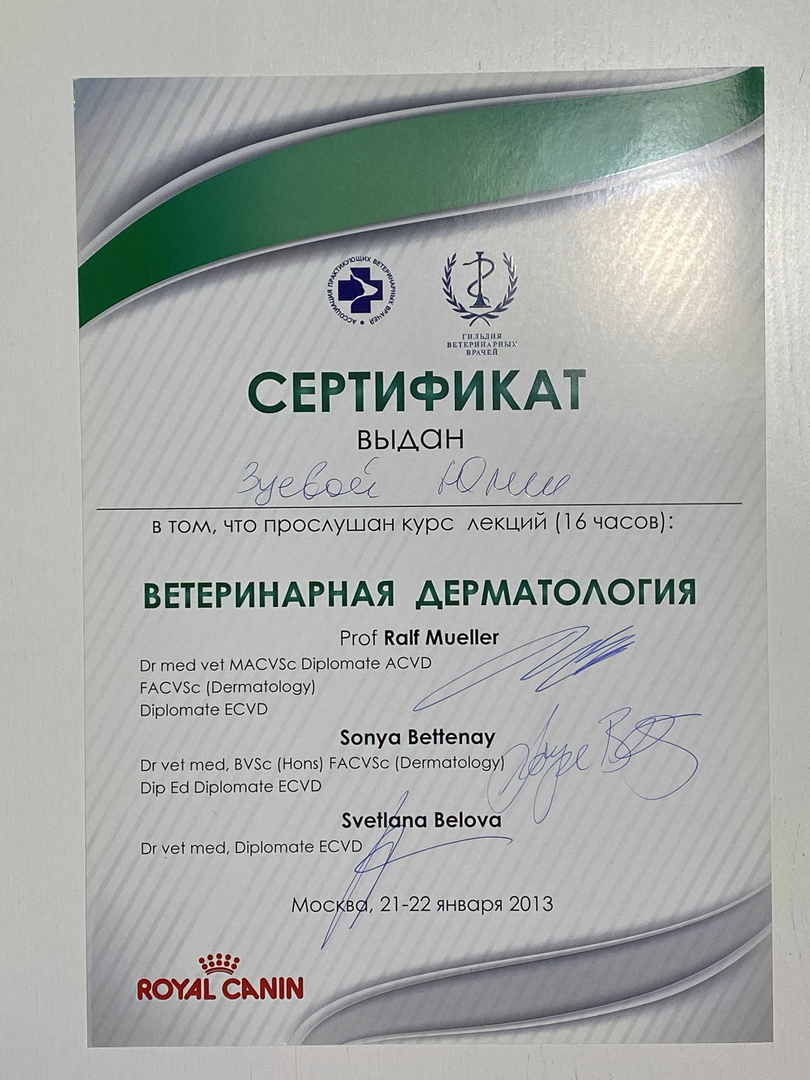 АССОЦИАЦИЯ ПРАКТИКУЮЩИХ ВЕТЕРИНАРНЫХ ВРАЧЕЙ
ГИЛЬДИЯ
ВЕТЕРИНАРНЫХ
ВРАЧЕЙ
СЕРТИФИКАТ
выдан
Зуевой Юлии
в том, что прослушан курс лекций (16 часов):
ВЕТЕРИНАРНАЯ ДЕРМАТОЛОГИЯ
Prof Ralf Mueller
Dr med vet MACVSc Diplomate ACVD
FACVSc (Dermatology)
Diplomate ECVD
Sonya Bettenay
Dr vet med, BVSc (Hons) FACVSc (Dermatology)
Dip Ed Diplomate ECVD
Svetlana Belova
Dr vet med, Diplomate ECVD
Москва, 21-22 января 2013
ROYAL CANIN